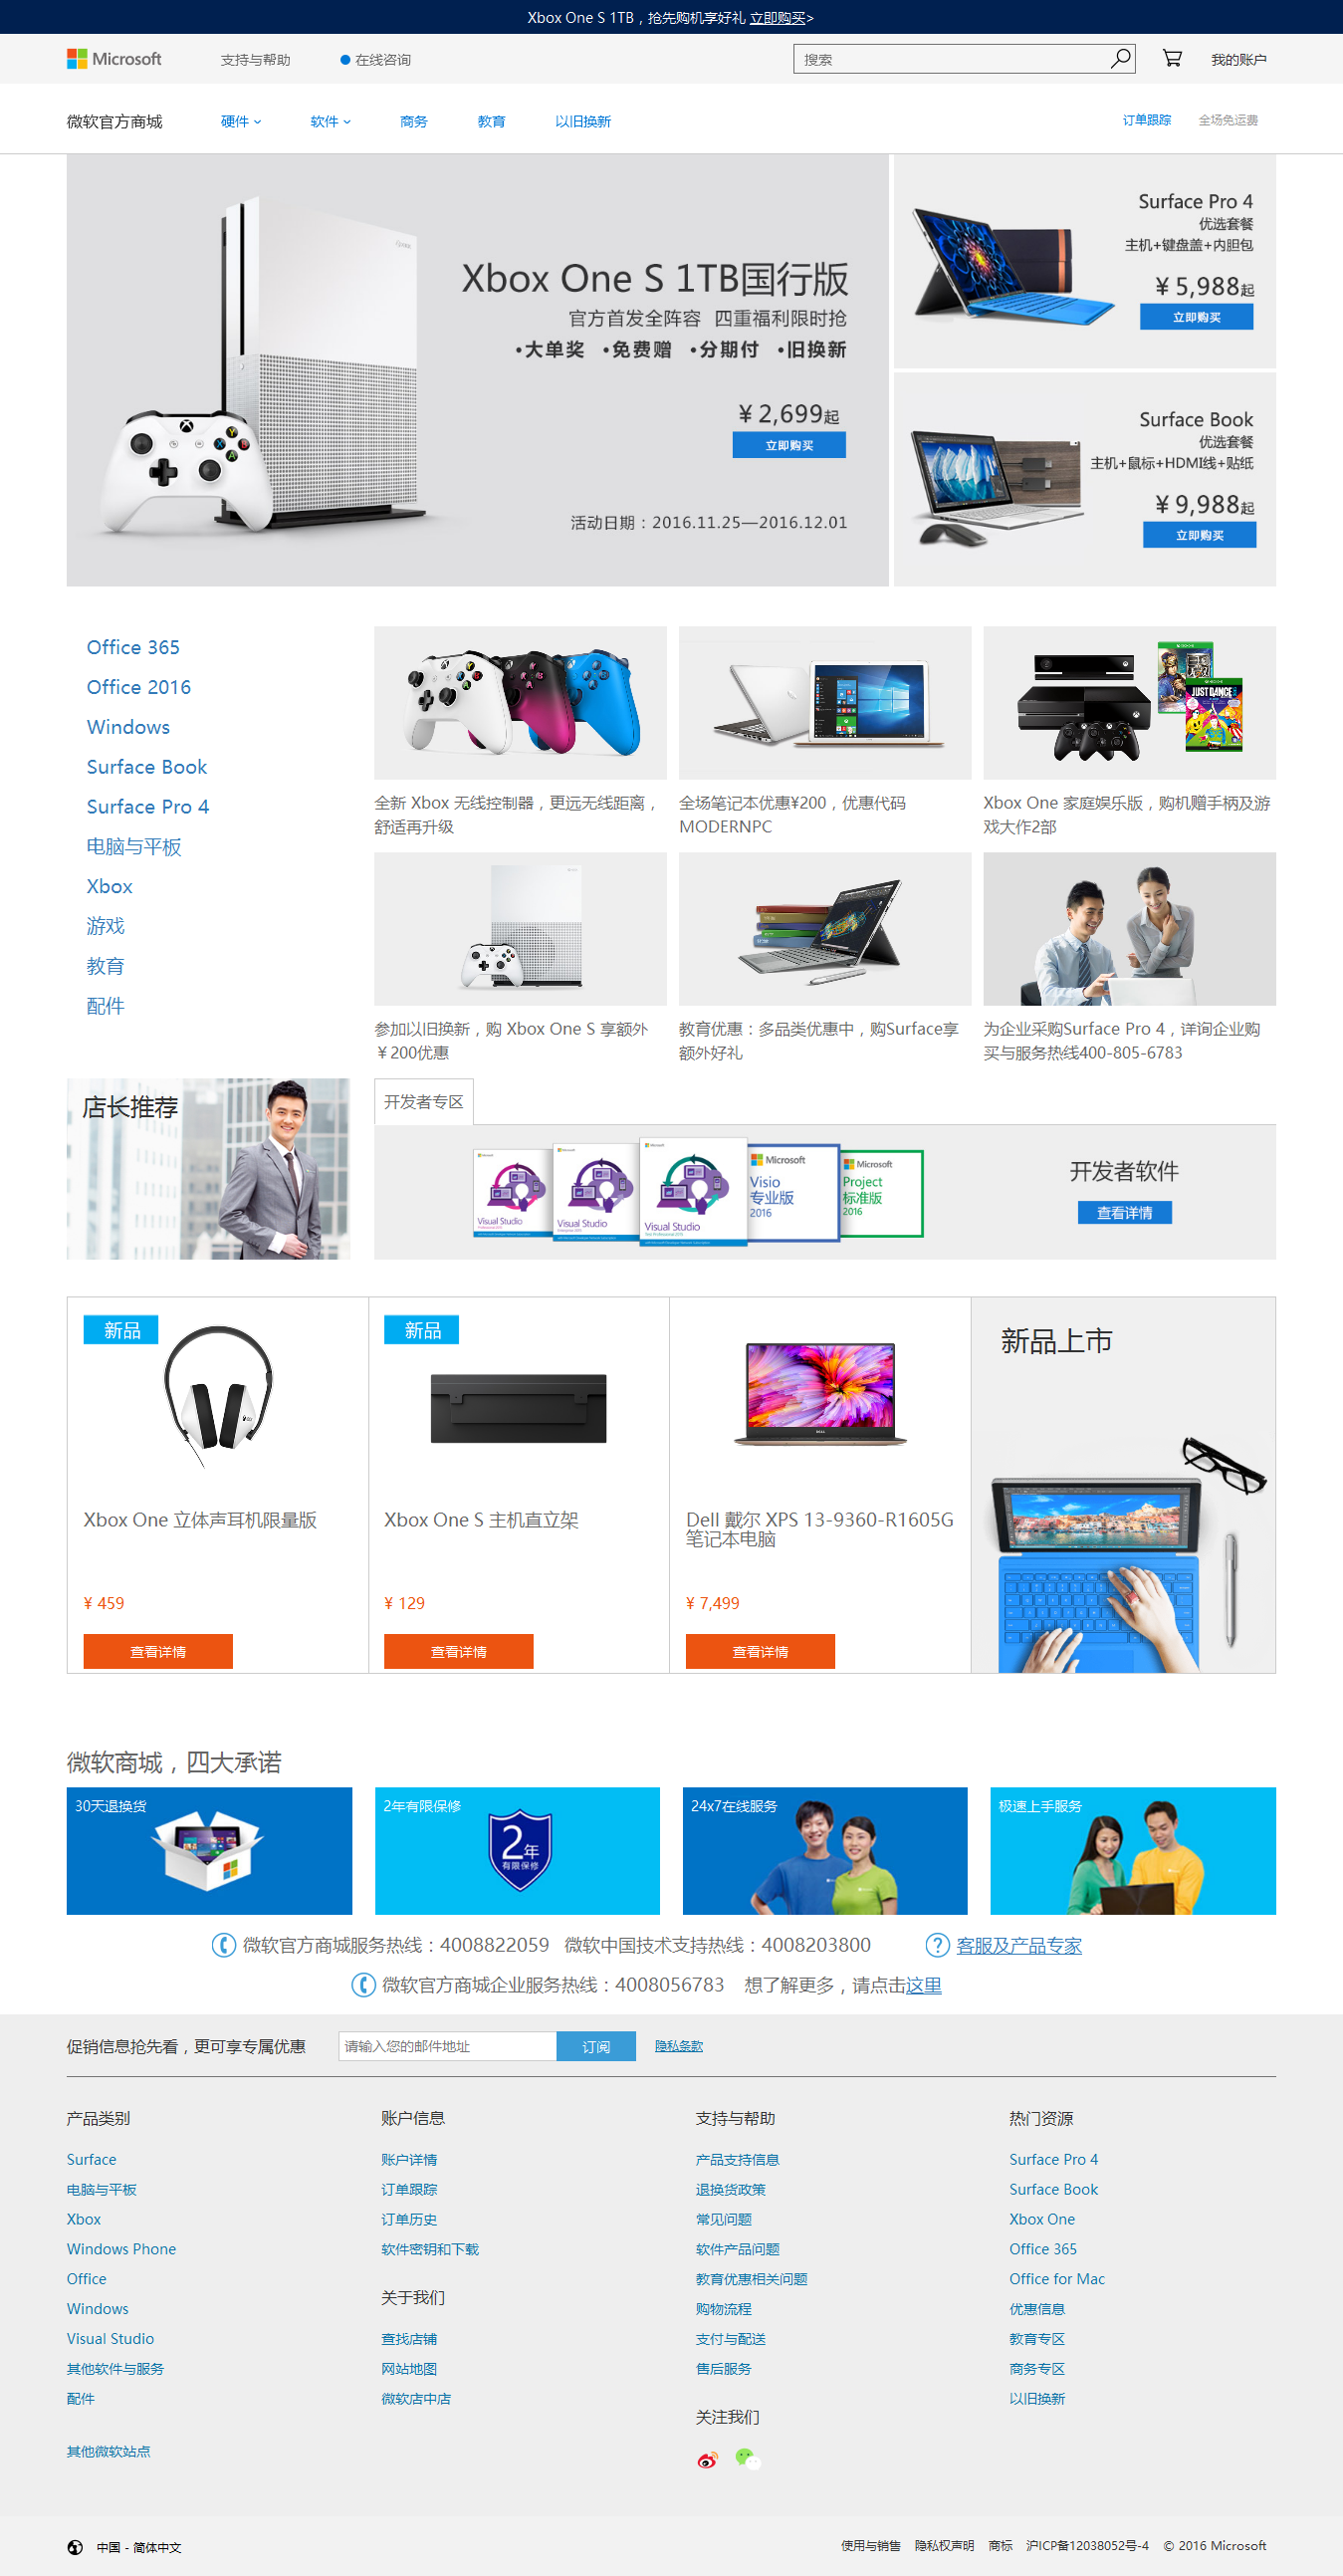 Xbox One S 1TB，抢先购机享好礼 立即购买>
Microsoft
支持与帮助
在线咨询
搜索
我的账户
微软官方商城
硬件
软件
商务
教育
以旧换新
订单跟踪
全场免运费
Xbox One S 1TB国行版
官方首发全阵容 四重福利限时抢
•大单奖 •免费赠 •分期付 •旧换新
¥ 2,699起
立即购买
活动日期：2016.11.25—2016.12.01
Surface Pro 4
优选套餐
主机+键盘盖+内胆包
¥ 5,988起
立即购买
Surface Book
优选套餐
主机+鼠标+HDMI线+贴纸
¥ 9,988起
立即购买
Office 365
Office 2016
Windows
Surface Book
Surface Pro 4
电脑与平板
Xbox
游戏
教育
配件
全新 Xbox 无线控制器，更远无线距离，
舒适再升级
全场笔记本优惠¥200，优惠代码
MODERNPC
JUST DANCE
Xbox One 家庭娱乐版，购机赠手柄及游
戏大作2部
参加以旧换新，购 Xbox One S 享额外
￥200优惠
教育优惠：多品类优惠中，购Surface享
额外好礼
为企业采购Surface Pro 4，详询企业购
买与服务热线400-805-6783
店长推荐
开发者专区
Visual Studio
Visual Studio
Visual Studio
Microsoft
Visio
专业版
2016
Microsoft
Project
标准版
2016
开发者软件
查看详情
新品
Xbox One 立体声耳机限量版
¥ 459
查看详情
新品
Xbox One S 主机直立架
¥ 129
查看详情
DELL
Dell 戴尔 XPS 13-9360-R1605G
笔记本电脑
¥ 7,499
查看详情
新品上市
微软商城，四大承诺
30天退换货
2年有限保修
2年
有限保修
24x7在线服务
极速上手服务
微软官方商城服务热线：4008822059 微软中国技术支持热线：4008203800
客服及产品专家
微软官方商城企业服务热线：4008056783 想了解更多，请点击这里
促销信息抢先看，更可享专属优惠
请输入您的邮件地址
订阅
隐私条款
产品类别
Surface
电脑与平板
Xbox
Windows Phone
Office
Windows
Visual Studio
其他软件与服务
配件
其他微软站点
账户信息
账户详情
订单跟踪
订单历史
软件密钥和下载
关于我们
查找店铺
网站地图
微软店中店
支持与帮助
产品支持信息
退换货政策
常见问题
软件产品问题
教育优惠相关问题
购物流程
支付与配送
售后服务
关注我们
热门资源
Surface Pro 4
Surface Book
Xbox One
Office 365
Office for Mac
优惠信息
教育专区
商务专区
以旧换新
中国 - 简体中文
使用与销售
隐私权声明
商标
沪ICP备12038052号-4
© 2016 Microsoft